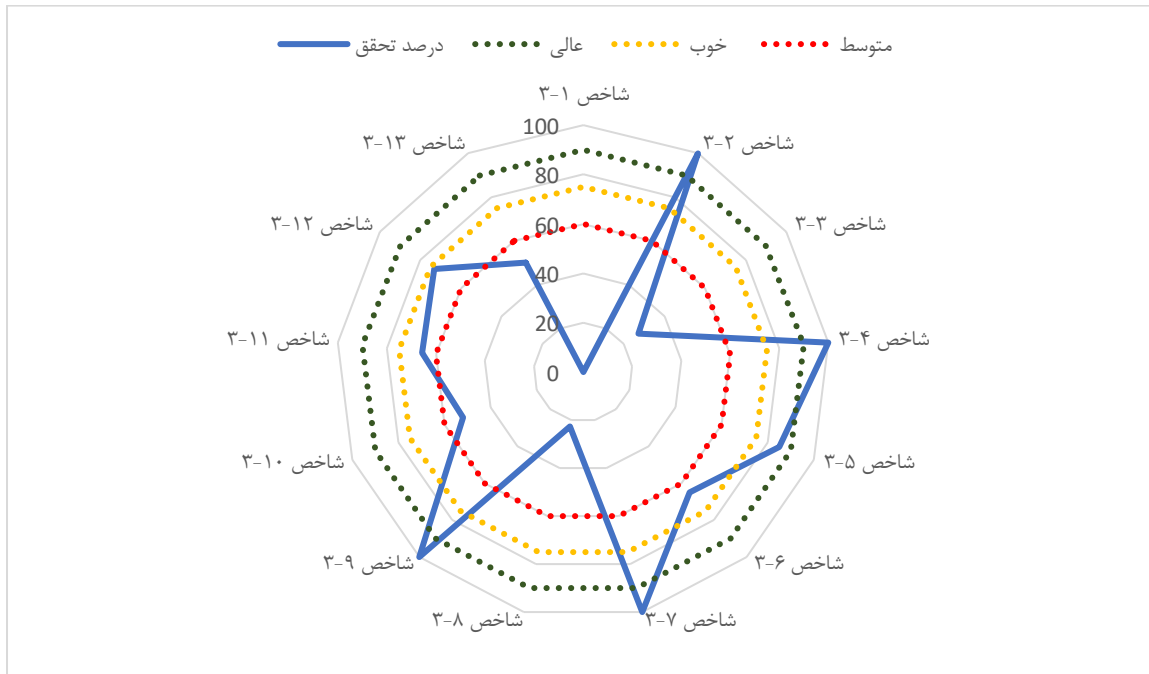 درصد تحقق
عالی
خوب
متوسط
شاخص ۱-۳
شاخص ۲-۳
شاخص ۳-۳
شاخص ۴-۳
شاخص ۵-۳
شاخص ۶-۳
شاخص ۷-۳
شاخص ۸-۳
شاخص ۹-۳
شاخص ۱۰-۳
شاخص ۱۱-۳
شاخص ۱۲-۳
شاخص ۱۳-۳
100
80
60
40
20
0